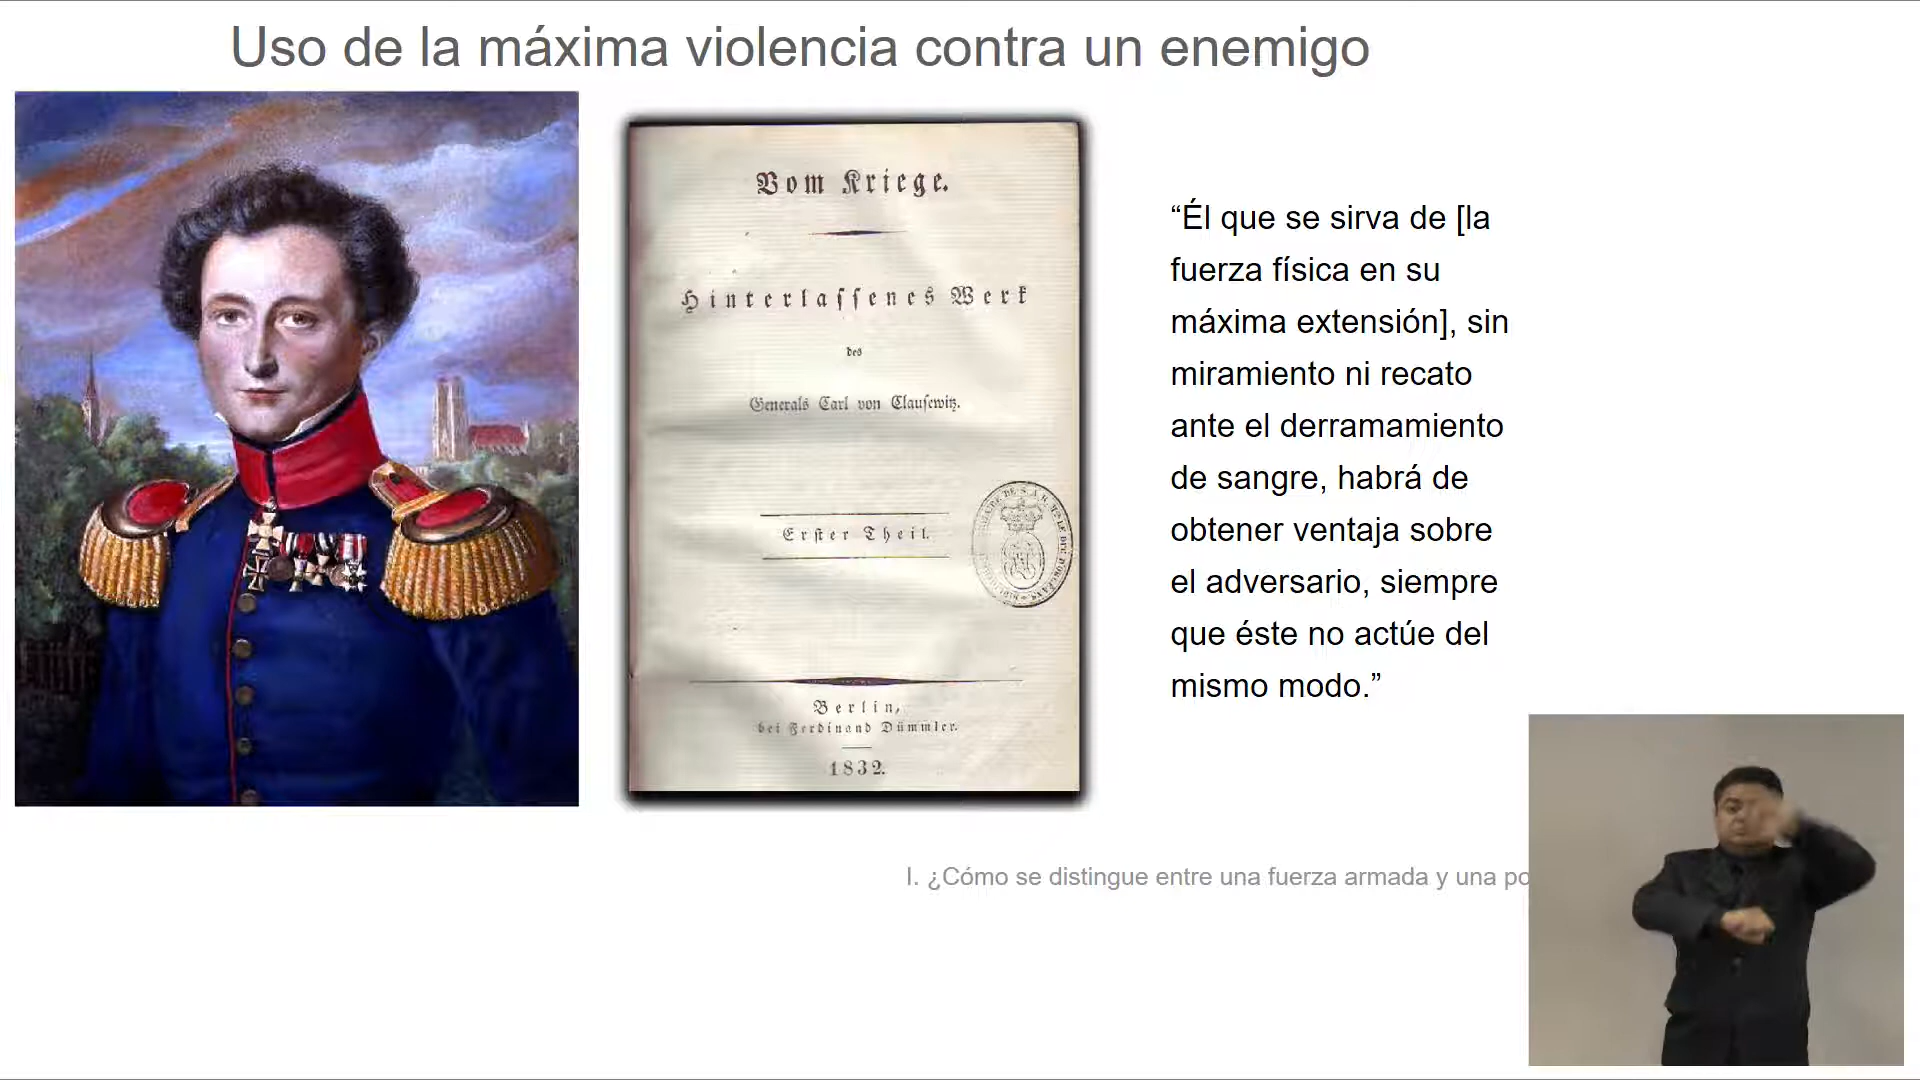 Uso de la máxima violencia contra un enemigo
Vom Kriege.
Hinterlaſſenes Werk
des
Generals Carl von Clauſewitz.
Erſter Theil.
Berlin,
bei Ferdinand Dümmler.
1832.
“Él que se sirva de [la
fuerza física en su
máxima extensión], sin
miramiento ni recato
ante el derramamiento
de sangre, habrá de
obtener ventaja sobre
el adversario, siempre
que éste no actúe del
mismo modo.”
I. ¿Cómo se distingue entre una fuerza armada y una po